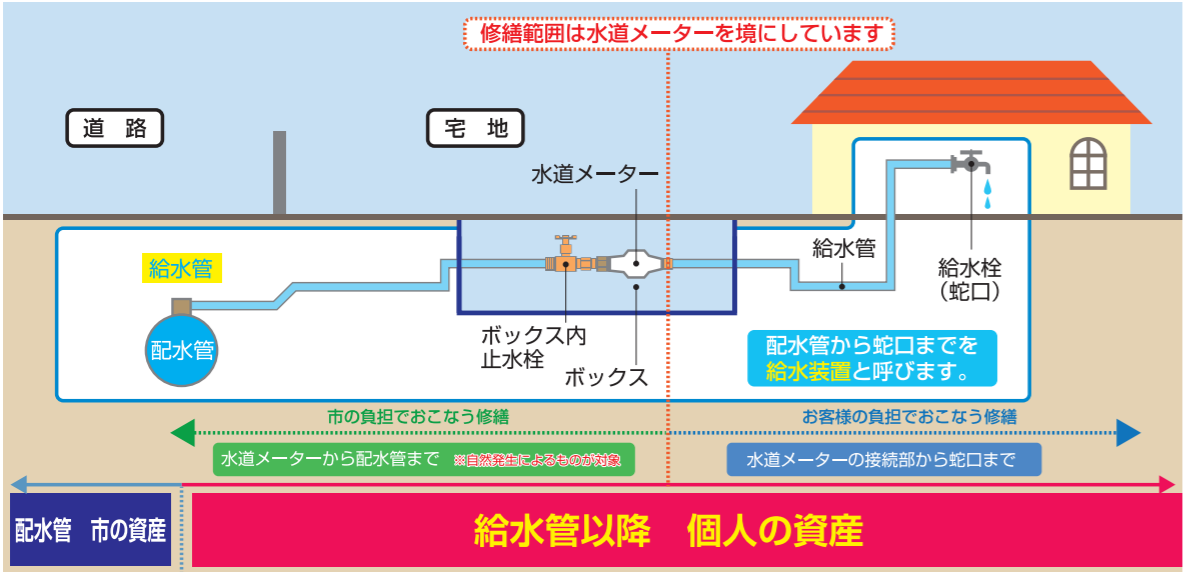 修繕範囲は水道メーターを境にしています
道 路
宅 地
水道メーター
給水管
給水管
給水栓
（蛇口）
配水管
ボックス内
止水栓
ボックス
配水管から蛇口までを
給水装置と呼びます。
市の負担でおこなう修繕
お客様の負担でおこなう修繕
水道メーターから配水管まで ※自然発生によるものが対象
水道メーターの接続部から蛇口まで
配水管 市の資産
給水管以降 個人の資産